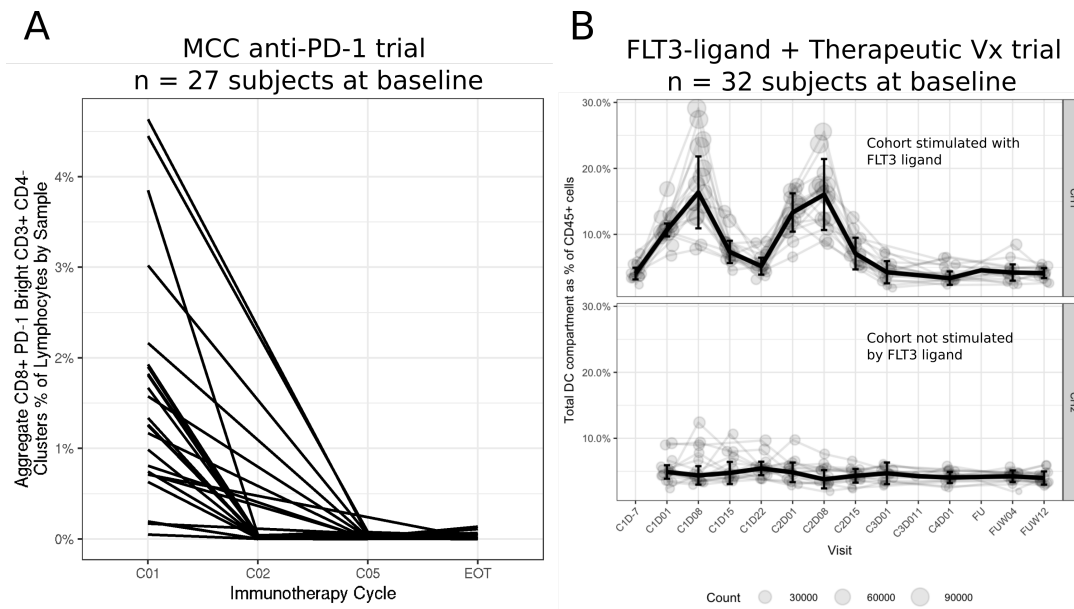 A
MCC anti-PD-1 trial
n = 27 subjects at baseline
Aggregate CD8+ PD-1 Bright CD3+ CD4-
Clusters % of Lymphocytes by Sample
4%
3%
2%
1%
0%
C01
C02
C05
EOT
Immunotherapy Cycle
B
FLT3-ligand + Therapeutic Vx trial
n = 32 subjects at baseline
Total DC compartment as % of CD45+ cells
30.0%
20.0%
10.0%
Cohort stimulated with
FLT3 ligand
30.0%
20.0%
10.0%
Cohort not stimulated
by FLT3 ligand
C1D-7
C1D01
C1D08
C1D15
C1D22
C2D01
C2D08
C2D15
C3D01
C3D011
C4D01
FU
FUW04
FUW12
Visit
Count
30000
60000
90000